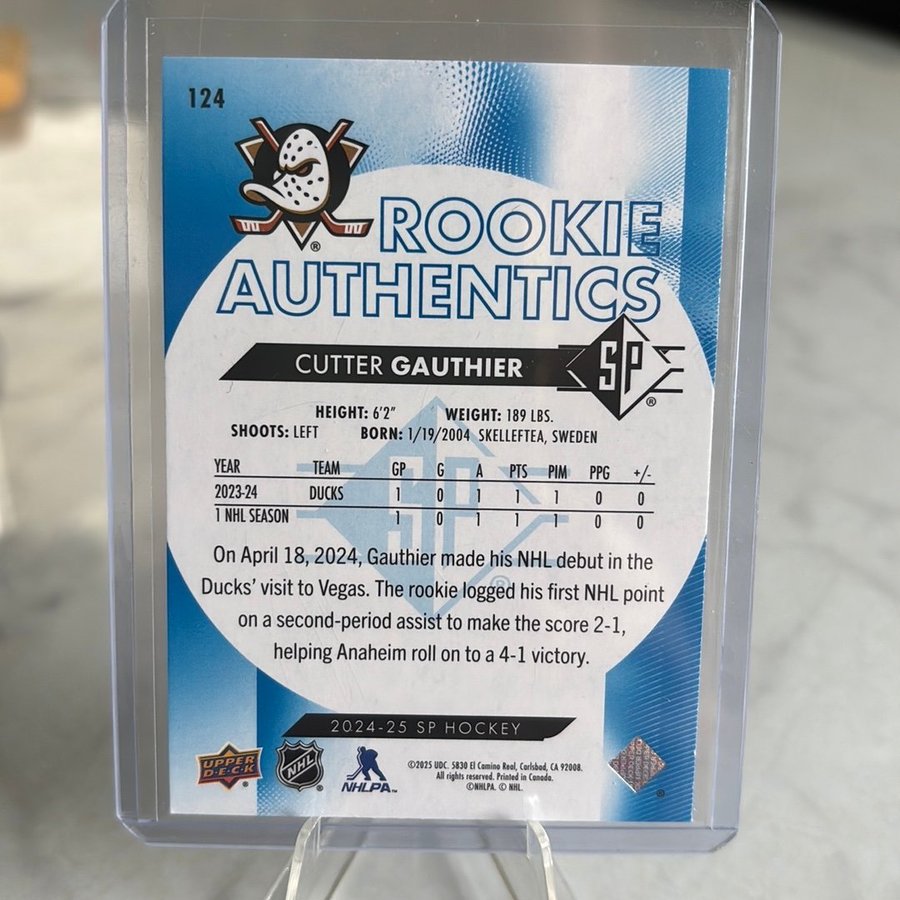 124
ROOKIE
AUTHENTICS
CUTTER GAUTHIER
SP
®
HEIGHT: 6'2" WEIGHT: 189 LBS.
SHOOTS: LEFT BORN: 1/19/2004 SKELLEFTEA, SWEDEN
YEAR TEAM GP G A PTS PIM PPG +/-
2023-24 DUCKS 1 0 1 1 1 0 0
1 NHL SEASON 1 0 1 1 1 0 0
On April 18, 2024, Gauthier made his NHL debut in the
Ducks' visit to Vegas. The rookie logged his first NHL point
on a second-period assist to make the score 2-1,
helping Anaheim roll on to a 4-1 victory.
2024-25 SP HOCKEY
UPPER
DECK
NHL
NHLPA
©2025 UDC. 5830 El Camino Real, Carlsbad, CA 92008.
All rights reserved. Printed in Canada.
©NHLPA. © NHL.